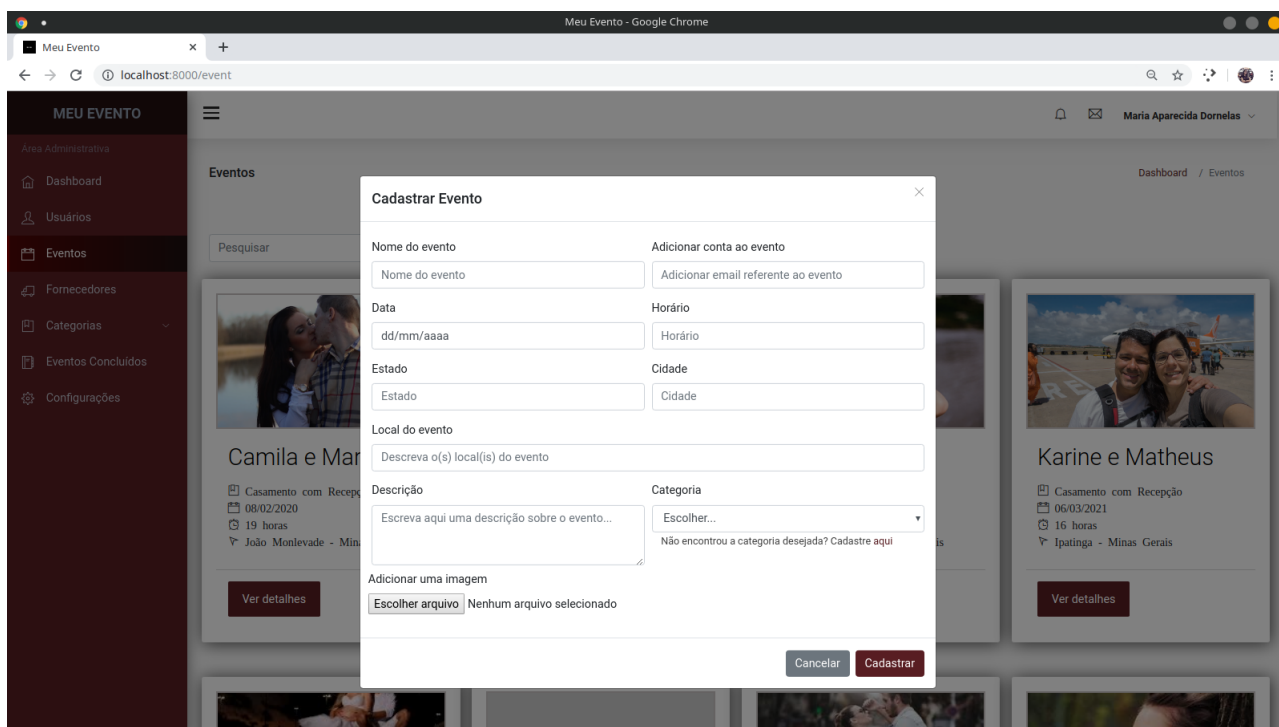 Meu Evento - Google Chrome
Meu Evento
localhost:8000/event
MEU EVENTO
Maria Aparecida Dornelas
Área Administrativa
Dashboard
Usuários
Eventos
Fornecedores
Categorias
Eventos Concluídos
Configurações
Eventos
Dashboard / Eventos
Pesquisar
Cadastrar Evento
Nome do evento Adicionar conta ao evento
Nome do evento Adicionar email referente ao evento
Data Horário
dd/mm/aaaa Horário
Estado Cidade
Estado Cidade
Local do evento
Descreva o(s) local(is) do evento
Descrição Categoria
Escreva aqui uma descrição sobre o evento... Escolher...
Não encontrou a categoria desejada? Cadastre aqui
Adicionar uma imagem
Escolher arquivo Nenhum arquivo selecionado
Cancelar Cadastrar
Camila e Mar
Casamento com Recepç
08/02/2020
19 horas
João Monlevade - Mina
Ver detalhes
is
Karine e Matheus
Casamento com Recepção
06/03/2021
16 horas
Ipatinga - Minas Gerais
Ver detalhes